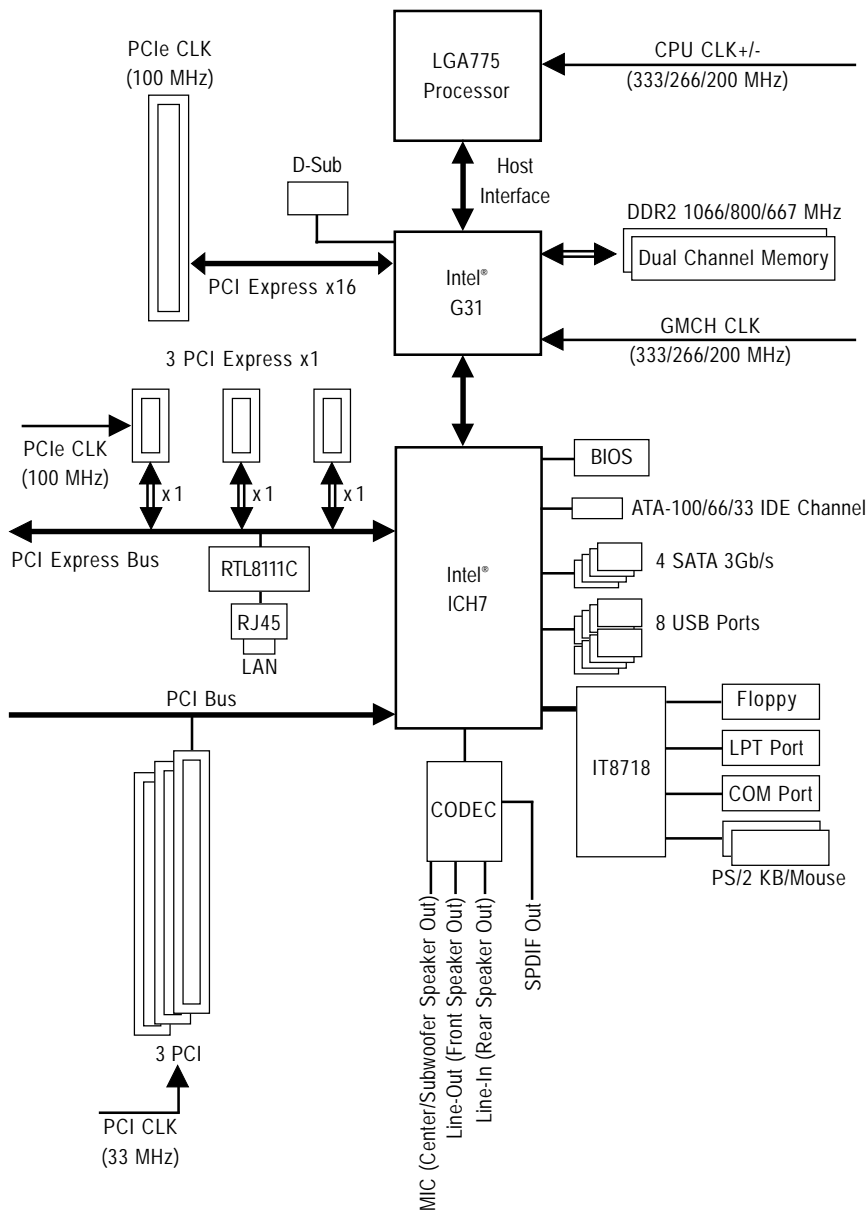 PCIe CLK
(100 MHz)
LGA775
Processor
CPU CLK+/-
(333/266/200 MHz)
D-Sub
Host
Interface
DDR2 1066/800/667 MHz
Dual Channel Memory
PCI Express x16
Intel®
G31
GMCH CLK
(333/266/200 MHz)
3 PCI Express x1
PCIe CLK
(100 MHz)
x1
x1
x1
BIOS
ATA-100/66/33 IDE Channel
PCI Express Bus
RTL8111C
Intel®
ICH7
4 SATA 3Gb/s
RJ45
LAN
8 USB Ports
PCI Bus
IT8718
Floppy
LPT Port
COM Port
PS/2 KB/Mouse
CODEC
MIC (Center/Subwoofer Speaker Out)
Line-Out (Front Speaker Out)
Line-In (Rear Speaker Out)
SPDIF Out
3 PCI
PCI CLK
(33 MHz)